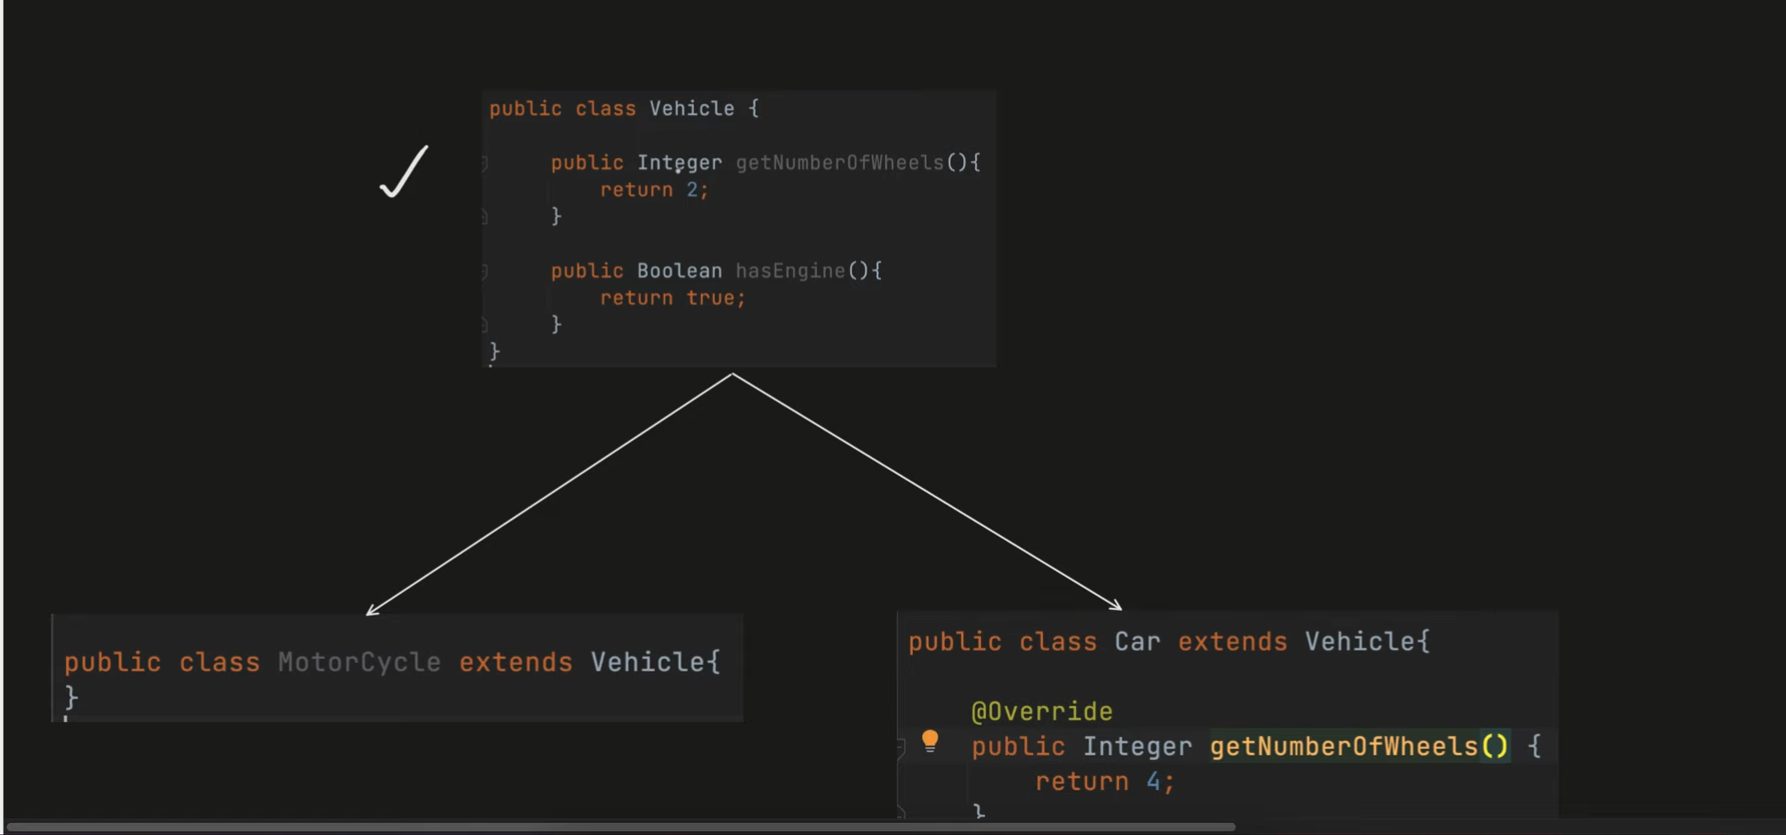 public class Vehicle {
public Integer getNumberOfWheels(){
return 2;
}
public Boolean hasEngine(){
return true;
}
}
public class MotorCycle extends Vehicle{
}
public class Car extends Vehicle{
@Override
public Integer getNumberOfWheels() {
return 4;
}